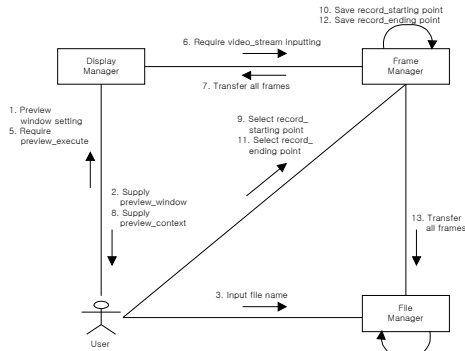 10. Save record_starting point
12. Save record_ending point
6. Require video_stream inputting
Display
Manager
Frame
Manager
7. Transfer all frames
1. Preview
window setting
5. Require
preview_execute
9. Select record_
starting point
11. Select record_
ending point
2. Supply
preview_window
8. Supply
preview_context
13. Transfer
all frames
3. Input file name
File
Manager
User